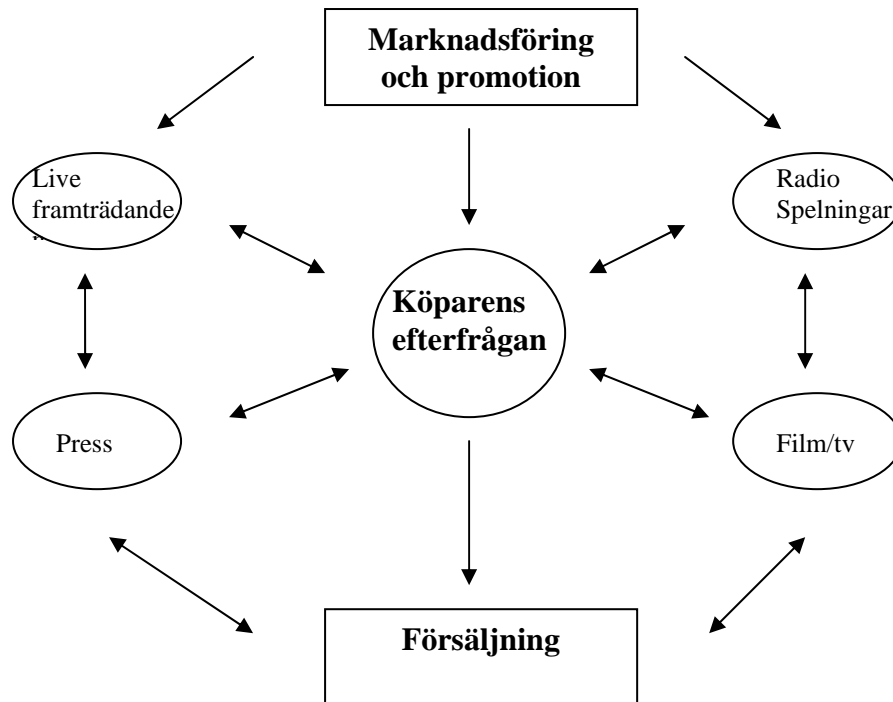 Marknadsföring
och promotion
Live
framträdande
Radio
Spelningar
Köparens
efterfrågan
Press
Film/tv
Försäljning